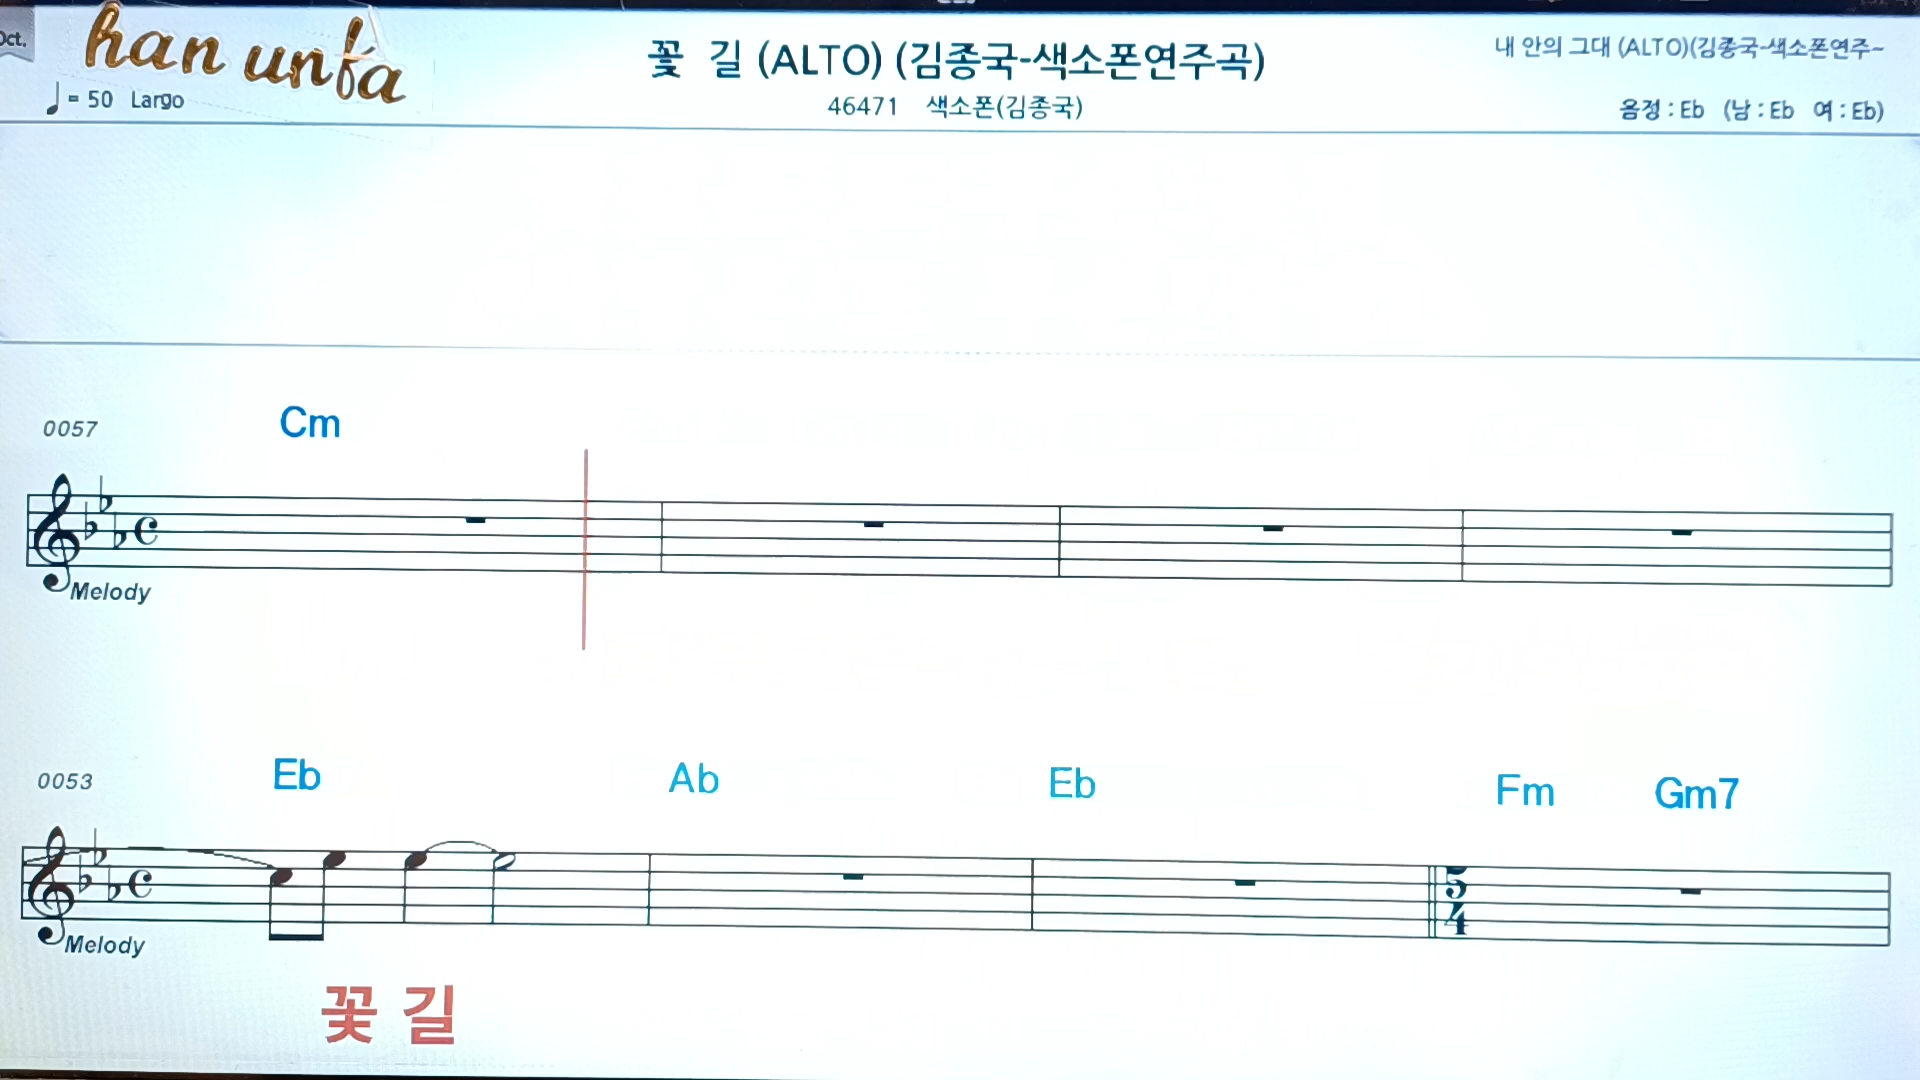 Oct.
han unfa
꽃 길 (ALTO) (김종국-색소폰연주곡)
내 안의 그대 (ALTO)(김종국-색소폰연주~
♩= 50 Largo
46471 색소폰(김종국)
음정 : Eb (남 : Eb 여 : Eb)
0057
Cm
Melody
0053
Eb Ab Eb Fm Gm7
5
4
Melody
꽃 길